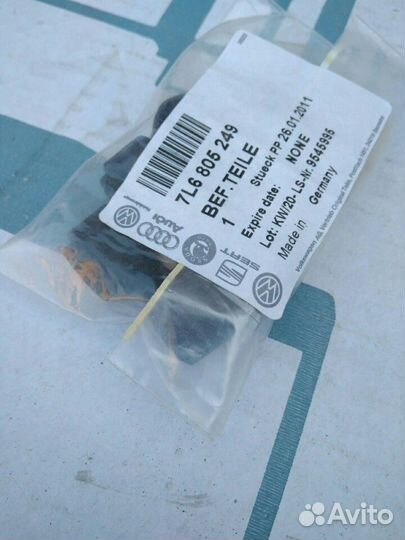 7L6 805 249
BEF.TEILE
1 Stueck PP 26.01.2011
Expire date: NONE
Lot: KW/20- LS-Nr. 9545995
Made in Germany
Audi
SEAT
Avito